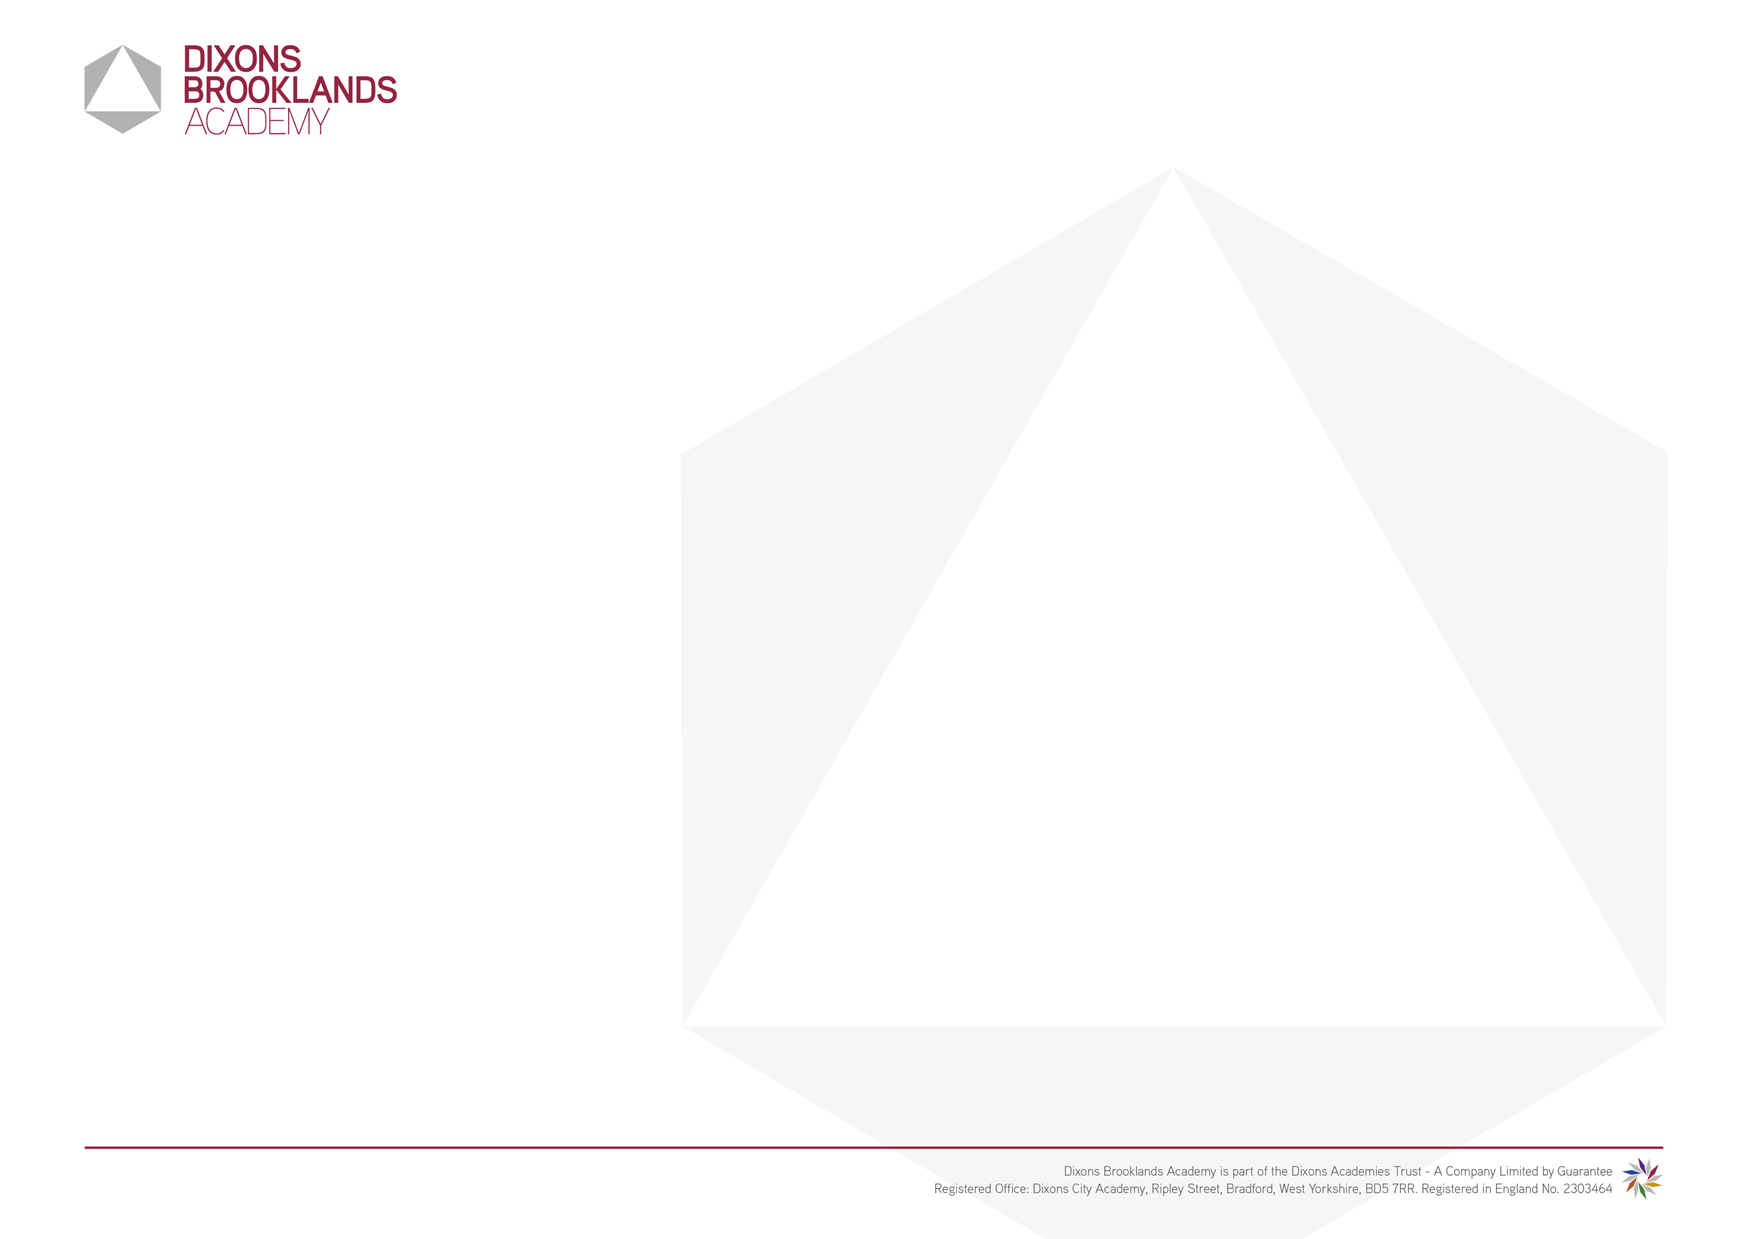 DIXONS
BROOKLANDS
ACADEMY
Dixons Brooklands Academy is part of the Dixons Academies Trust - A Company Limited by Guarantee
Registered Office: Dixons City Academy, Ripley Street, Bradford, West Yorkshire, BD5 7RR. Registered in England No. 2303464